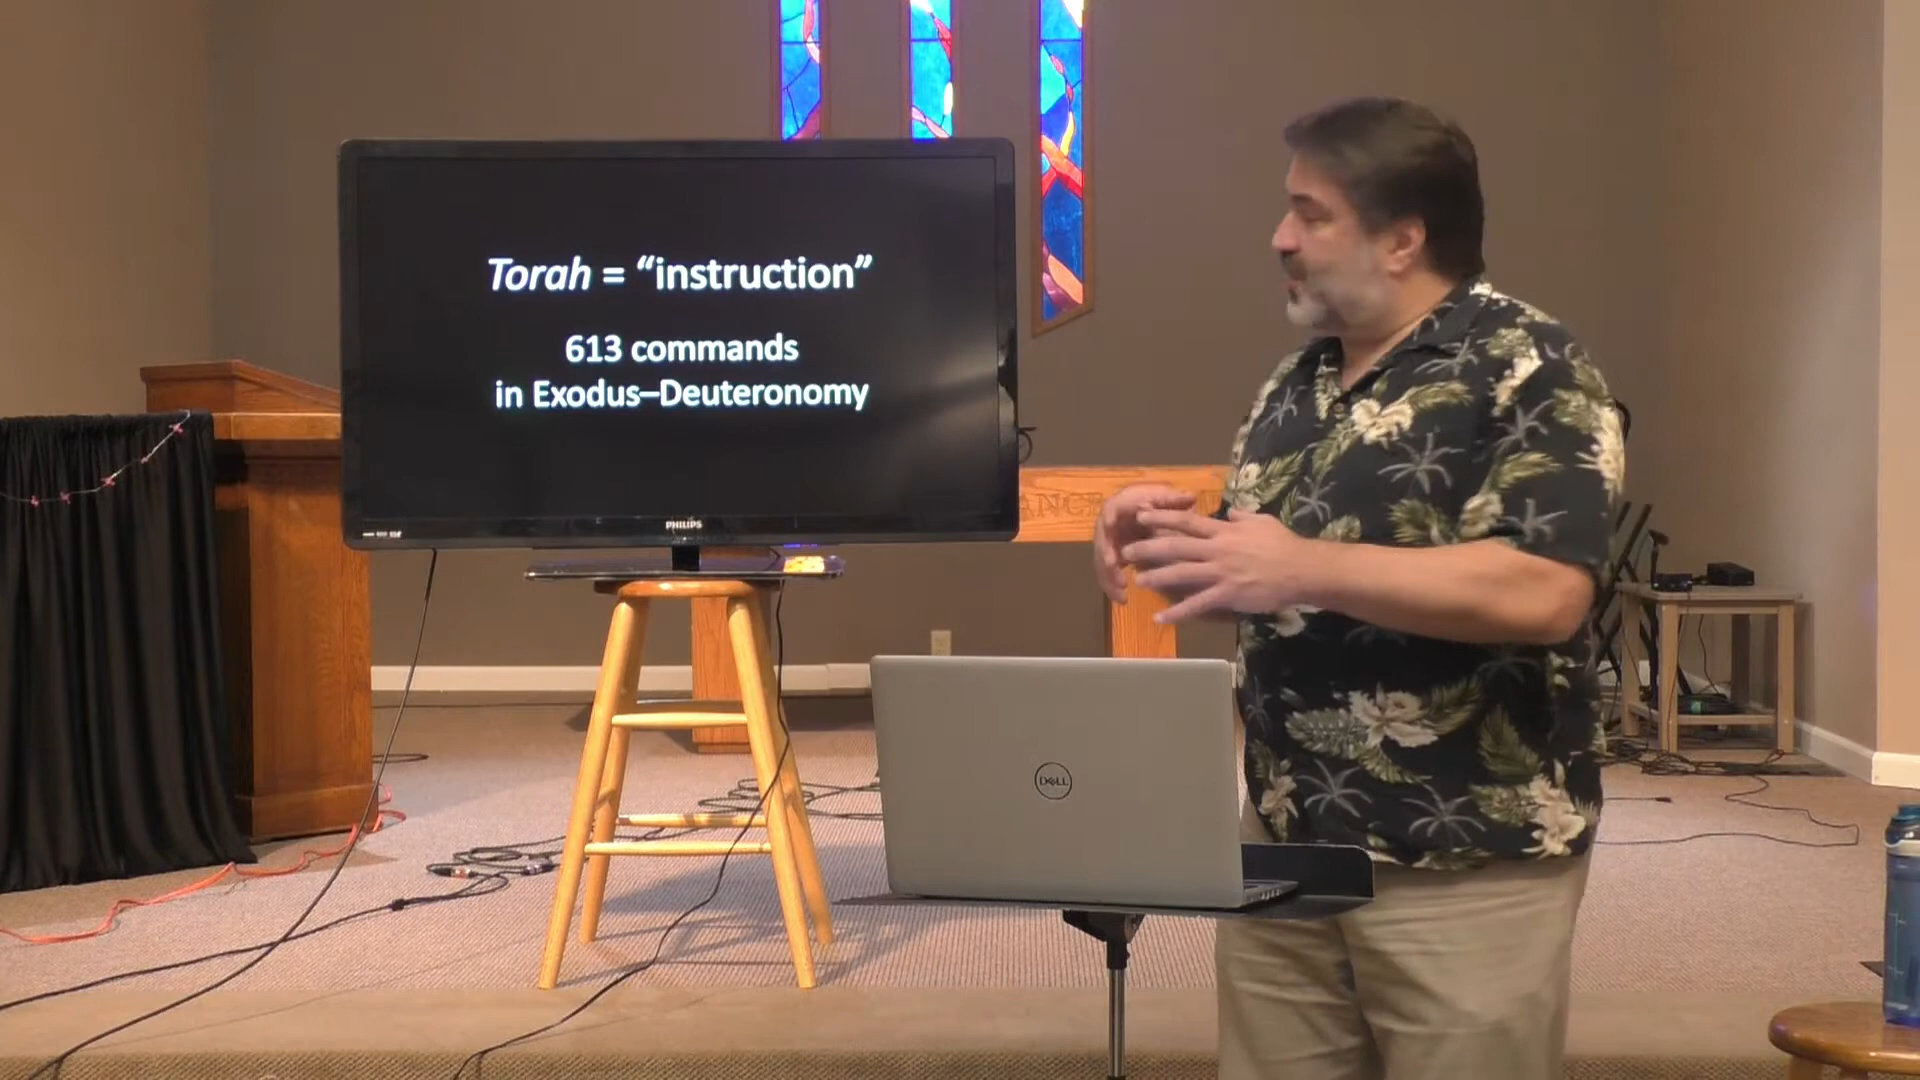 Torah = “instruction”
613 commands
in Exodus–Deuteronomy
PHILIPS
DELL